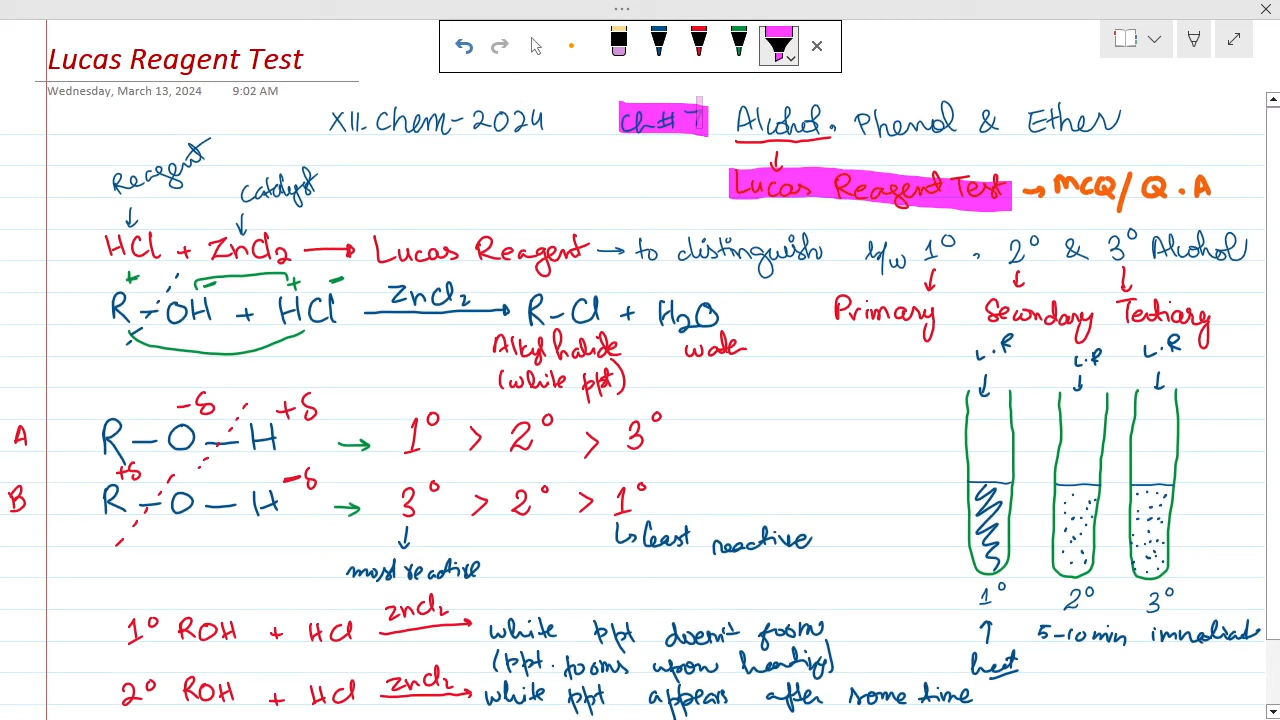 Lucas Reagent Test
Wednesday, March 13, 2024 9:02 AM
XII. Chem-2024 Ch#7 Alcohol, Phenol & Ether
Reagent Catalyst
Lucas Reagent Test → MCQ/Q.A
HCl + ZnCl2 → Lucas Reagent → to distinguish b/w 1°, 2° & 3° Alcohol
+ - + -
R-OH + HCl ZnCl2 → R-Cl + H2O
Primary Secondary Tertiary
Alkyl halide water
(white ppt)
L.R L.R L.R
-δ +δ
A R-O-H → 1° > 2° > 3°
+δ -δ
B R-O-H → 3° > 2° > 1°
↳ least reactive
most reactive
1° 2° 3°
1° ROH + HCl ZnCl2 → white ppt doesn't form
(ppt. forms upon heating)
↑ 5-10 min immediate
heat
2° ROH + HCl ZnCl2 → white ppt appears after some time